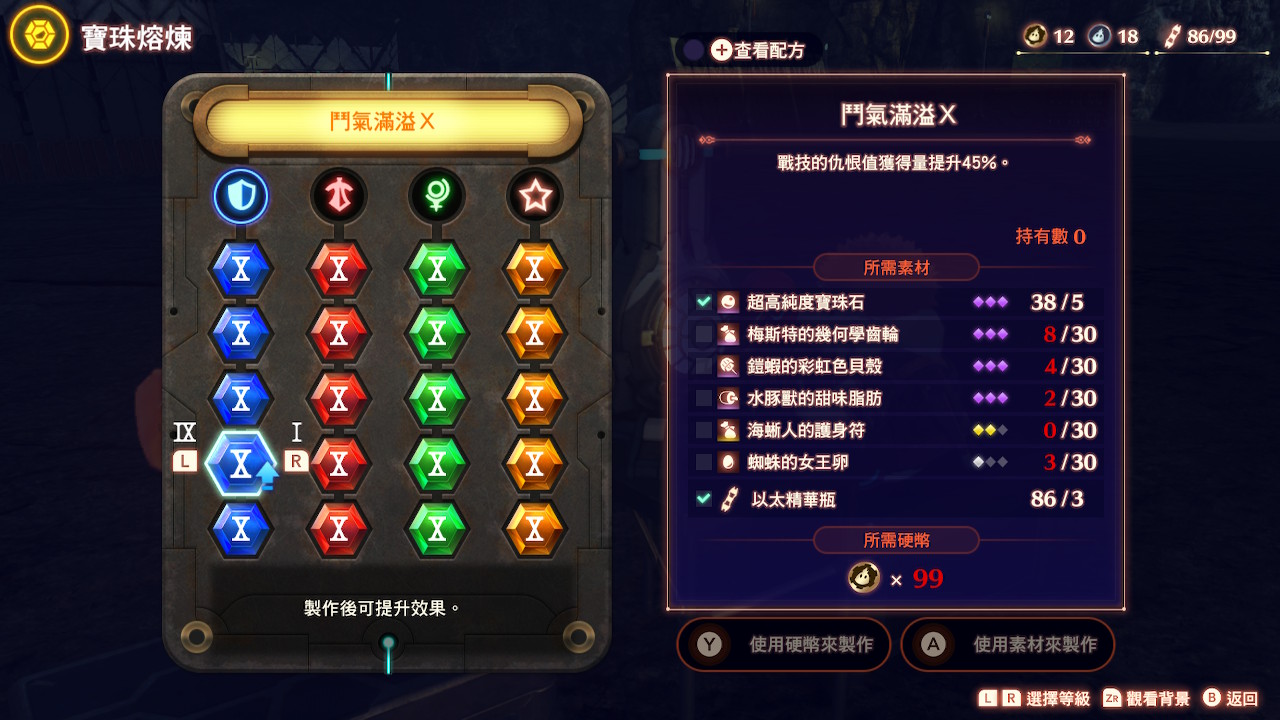 寶珠熔煉
12 18 86/99
+查看配方
鬥氣滿溢X
鬥氣滿溢X
戰技的仇恨值獲得量提升45%。
持有數 0
所需素材
超高純度寶珠石 38/5
梅斯特的幾何學齒輪 8/30
鎧蝦的彩虹色貝殼 4/30
水豚獸的甜味脂肪 2/30
海蜥人的護身符 0/30
蜘蛛的女王卵 3/30
以太精華瓶 86/3
所需硬幣
× 99
X X X X
X X X X
X X X X
IX I
L X R X X X
X X X X
製作後可提升效果。
Y 使用硬幣來製作 A 使用素材來製作
L R 選擇等級 ZR 觀看背景 B 返回